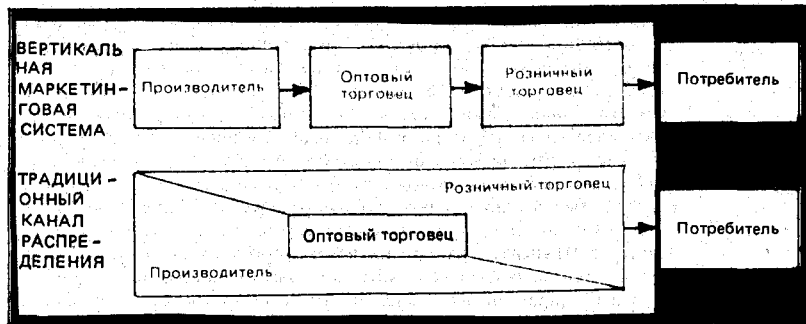 ВЕРТИКАЛЬ
НАЯ
МАРКЕТИН-
ГОВАЯ
СИСТЕМА
Производитель
Оптовый
торговец
Розничный
торговец
Потребитель
ТРАДИЦИ-
ОННЫЙ
КАНАЛ
РАСПРЕ-
ДЕЛЕНИЯ
Розничный торговец
Оптовый торговец
Производитель
Потребитель